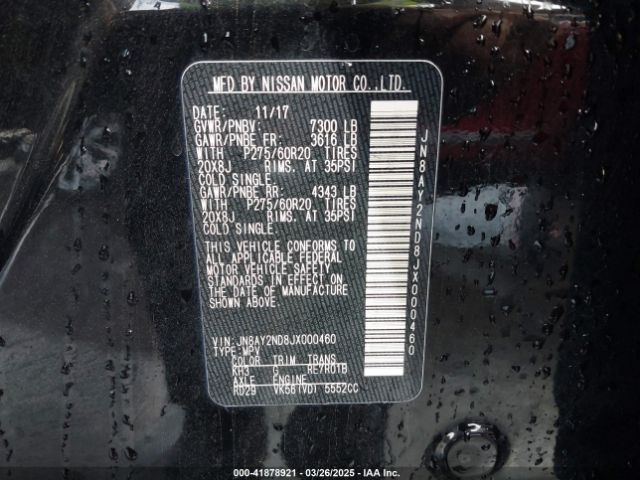 MFD BY NISSAN MOTOR CO.,LTD.
DATE: 11/17
GVWR/PNBV: 7300 LB
GAWR/PNBE FR: 3616 LB
WITH P275/60R20 TIRES
20X8J RIMS. AT 35PSI
COLD SINGLE.
GAWR/PNBE RR: 4343 LB
WITH P275/60R20 TIRES
20X8J RIMS. AT 35PSI
COLD SINGLE.
THIS VEHICLE CONFORMS TO
ALL APPLICABLE FEDERAL
MOTOR VEHICLE SAFETY
STANDARDS IN EFFECT ON
THE DATE OF MANUFACTURE
SHOWN ABOVE.
VIN: JN8AY2ND8JX000460
TYPE: MPV
COLOR TRIM TRANS
KH3 G RE7R01B
AXLE ENGINE
RD29 VK56(VD) 5552CC
JN8AY2ND8JX000460
000-41878921 | 03/26/2025 - IAA Inc.